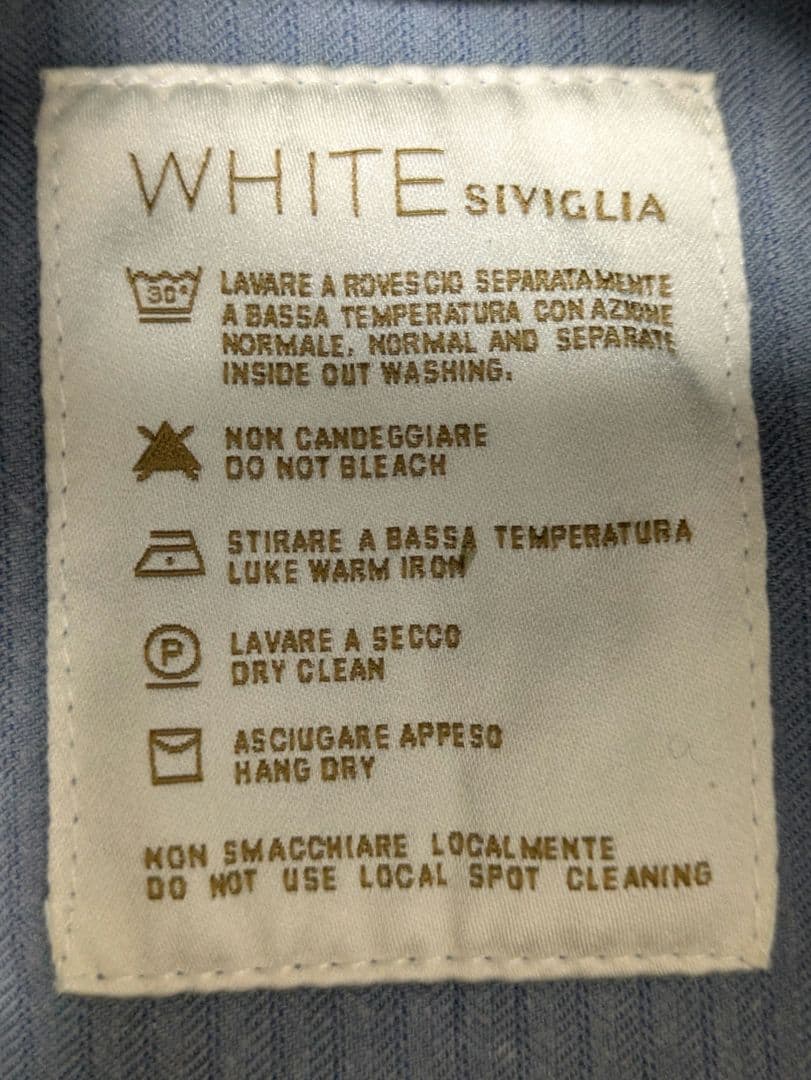 WHITE SIVIGLIA
30°
LAVARE A ROVESCIO SEPARATAMENTE
A BASSA TEMPERATURA CON AZIONE
NORMALE, NORMAL AND SEPARATE
INSIDE OUT WASHING.
NON CANDEGGIARE
DO NOT BLEACH
STIRARE A BASSA TEMPERATURA
LUKE WARM IRON
P
LAVARE A SECCO
DRY CLEAN
ASCIUGARE APPESO
HANG DRY
NON SMACCHIARE LOCALMENTE
DO NOT USE LOCAL SPOT CLEANING